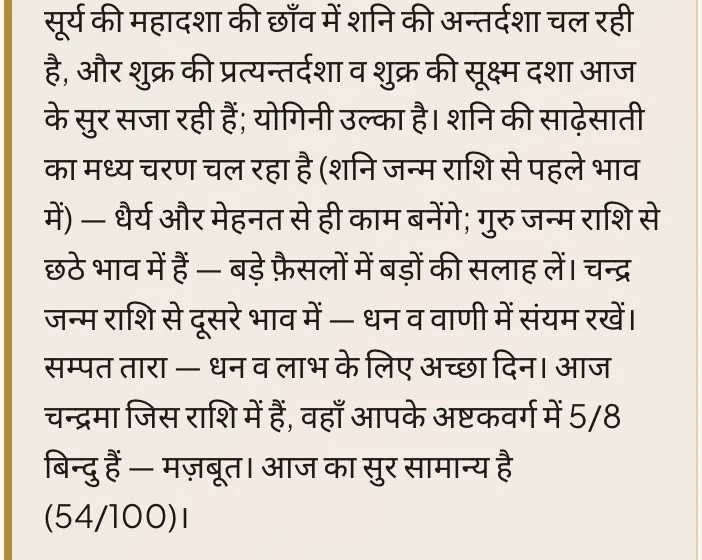 सूर्य की महादशा की छाँव में शनि की अन्तर्दशा चल रही
है, और शुक्र की प्रत्यन्तर्दशा व शुक्र की सूक्ष्म दशा आज
के सुर सजा रही हैं; योगिनी उल्का है। शनि की साढ़ेसाती
का मध्य चरण चल रहा है (शनि जन्म राशि से पहले भाव
में) — धैर्य और मेहनत से ही काम बनेंगे; गुरु जन्म राशि से
छठे भाव में हैं — बड़े फ़ैसलों में बड़ों की सलाह लें। चन्द्र
जन्म राशि से दूसरे भाव में — धन व वाणी में संयम रखें।
सम्पत तारा — धन व लाभ के लिए अच्छा दिन। आज
चन्द्रमा जिस राशि में हैं, वहाँ आपके अष्टकवर्ग में 5/8
बिन्दु हैं — मज़बूत। आज का सुर सामान्य है
(54/100)।